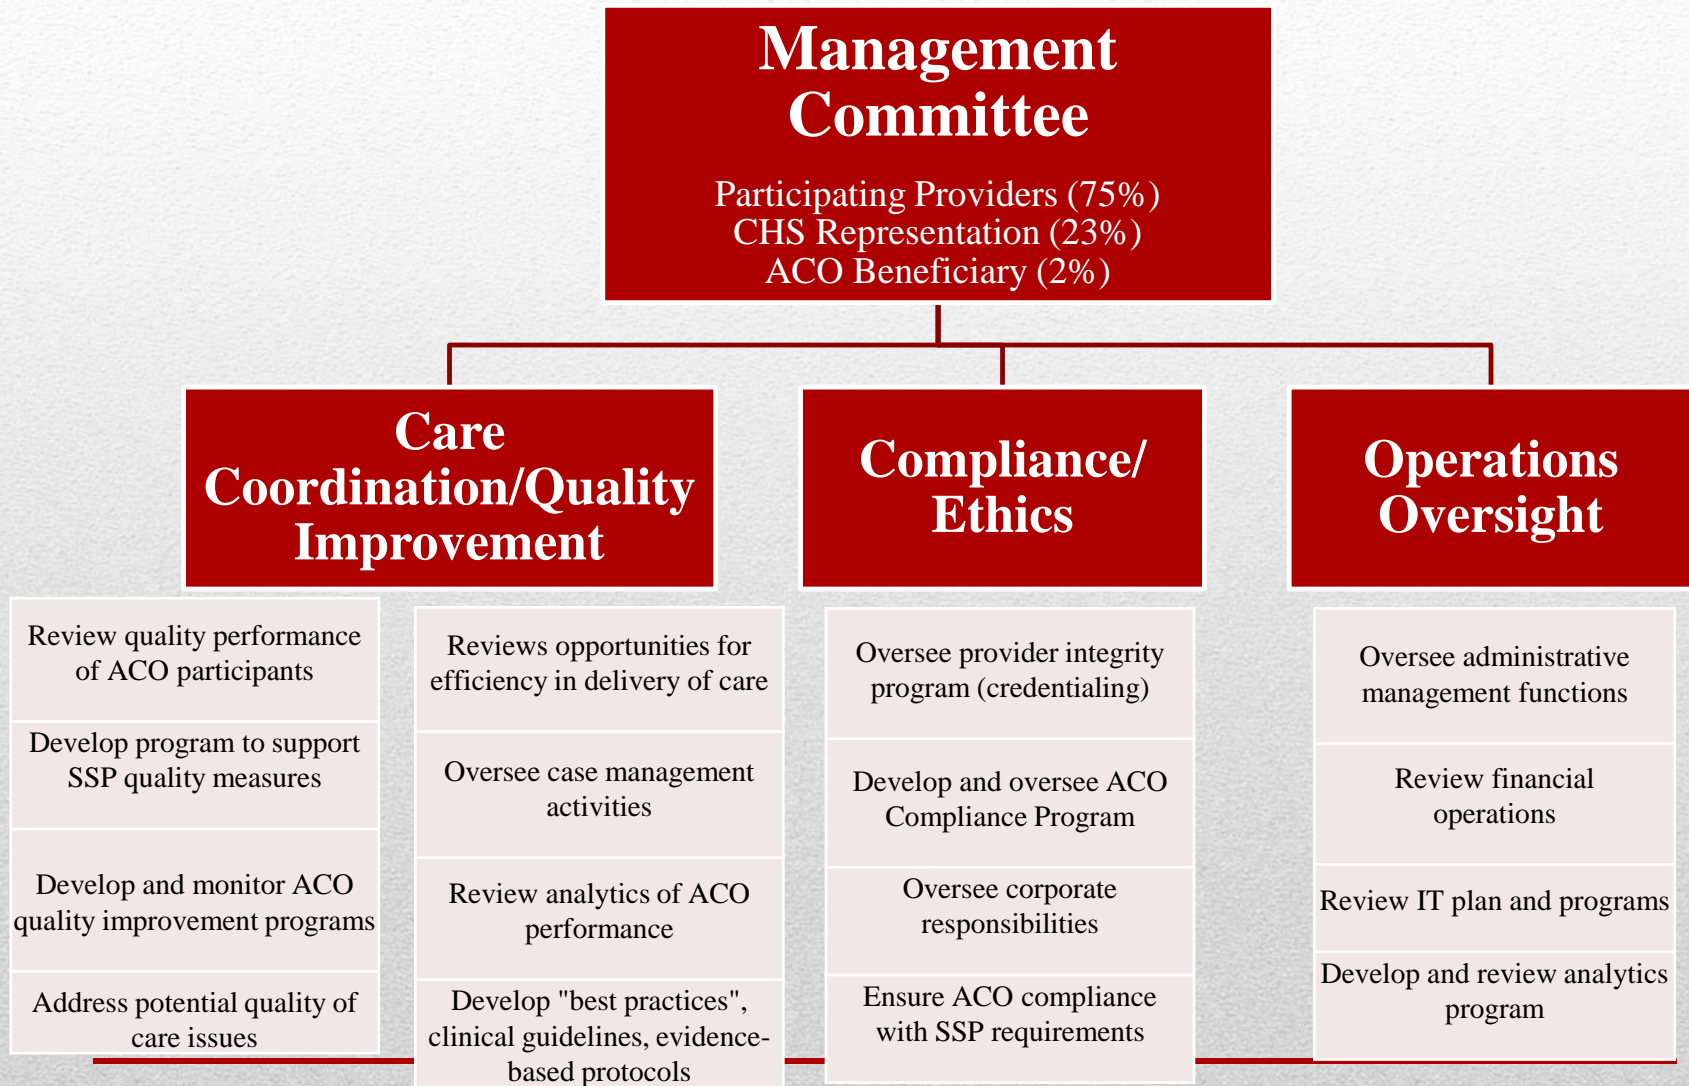 Management
Committee
Participating Providers (75%)
CHS Representation (23%)
ACO Beneficiary (2%)
Care
Coordination/Quality
Improvement
Compliance/
Ethics
Operations
Oversight
Review quality performance
of ACO participants
Develop program to support
SSP quality measures
Develop and monitor ACO
quality improvement programs
Address potential quality of
care issues
Reviews opportunities for
efficiency in delivery of care
Oversee case management
activities
Review analytics of ACO
performance
Develop "best practices",
clinical guidelines, evidence-
based protocols
Oversee provider integrity
program (credentialing)
Develop and oversee ACO
Compliance Program
Oversee corporate
responsibilities
Ensure ACO compliance
with SSP requirements
Oversee administrative
management functions
Review financial
operations
Review IT plan and programs
Develop and review analytics
program